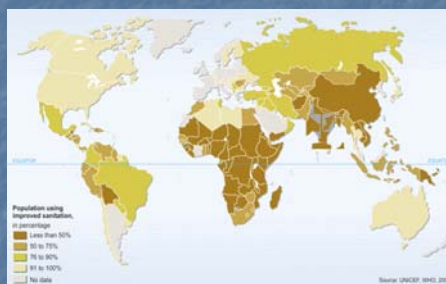 EQUATOR
Population using
improved sanitation,
in percentage
Less than 50%
50 to 75%
76 to 90%
91 to 100%
No data
Source: UNICEF, WHO,